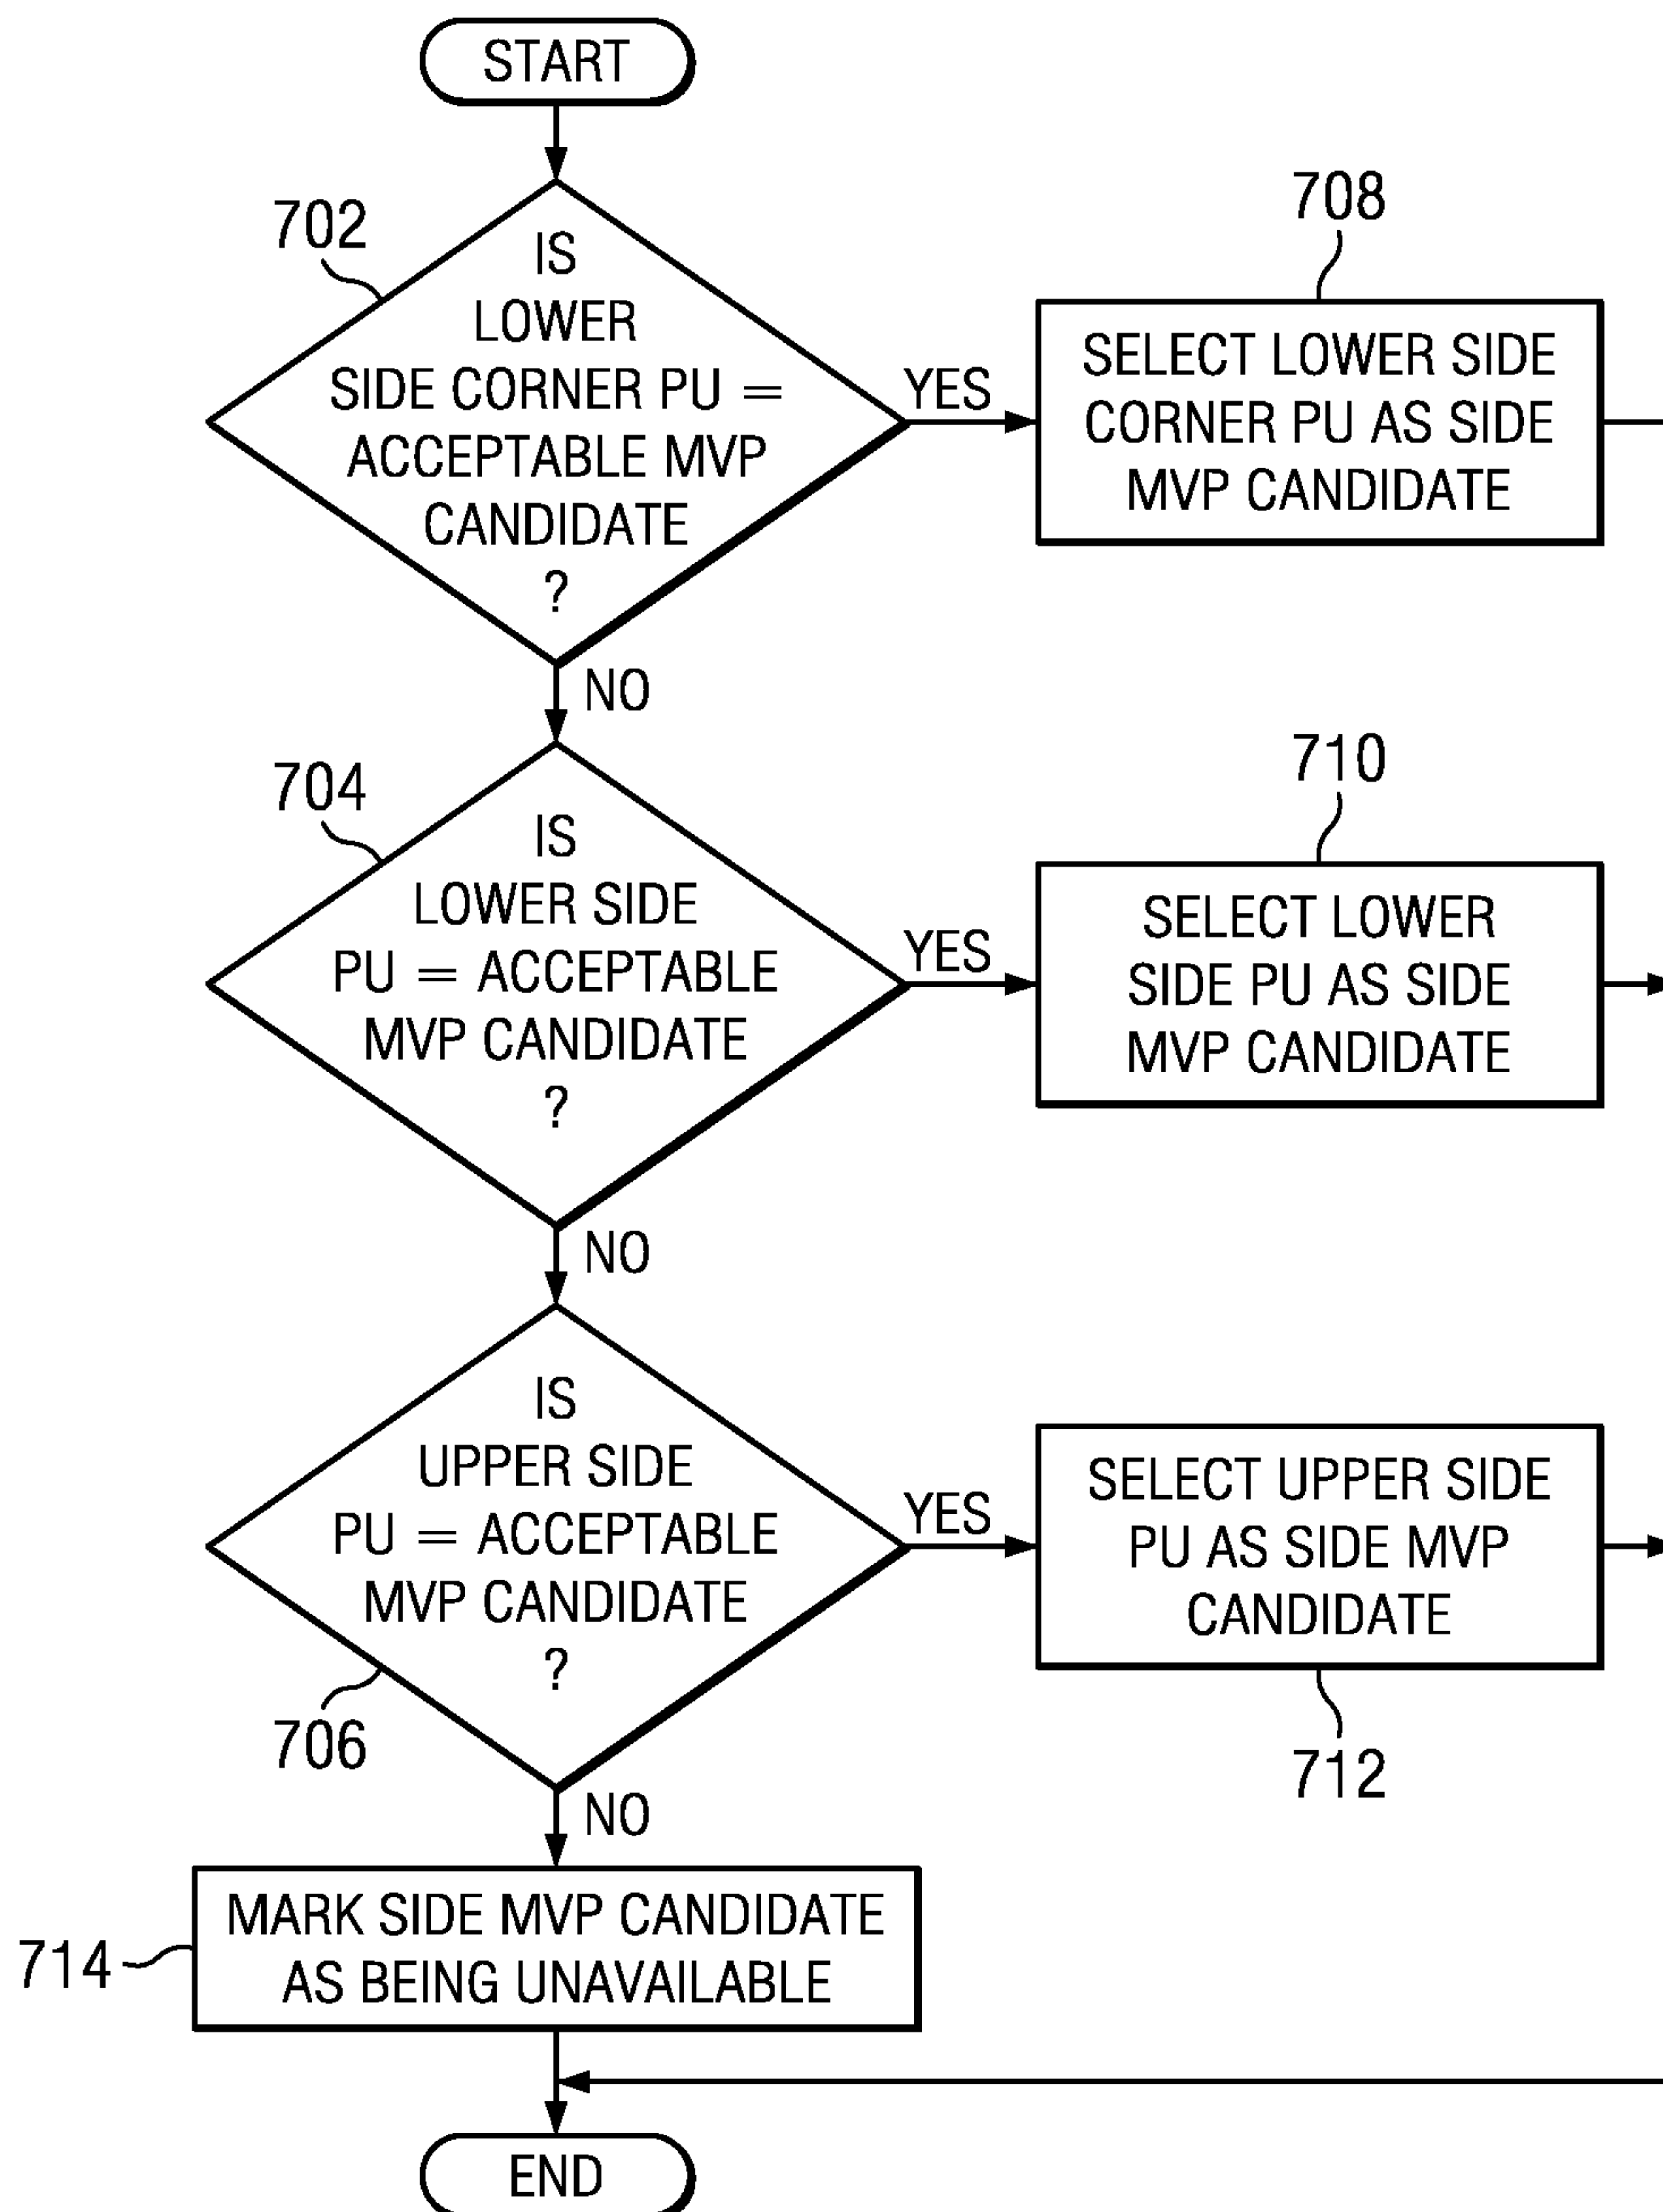 START
702
IS
LOWER
SIDE CORNER PU =
ACCEPTABLE MVP
CANDIDATE
?
YES
708
SELECT LOWER SIDE
CORNER PU AS SIDE
MVP CANDIDATE
NO
704
IS
LOWER SIDE
PU = ACCEPTABLE
MVP CANDIDATE
?
YES
710
SELECT LOWER
SIDE PU AS SIDE
MVP CANDIDATE
NO
706
IS
UPPER SIDE
PU = ACCEPTABLE
MVP CANDIDATE
?
YES
SELECT UPPER SIDE
PU AS SIDE MVP
CANDIDATE
712
NO
714
MARK SIDE MVP CANDIDATE
AS BEING UNAVAILABLE
END